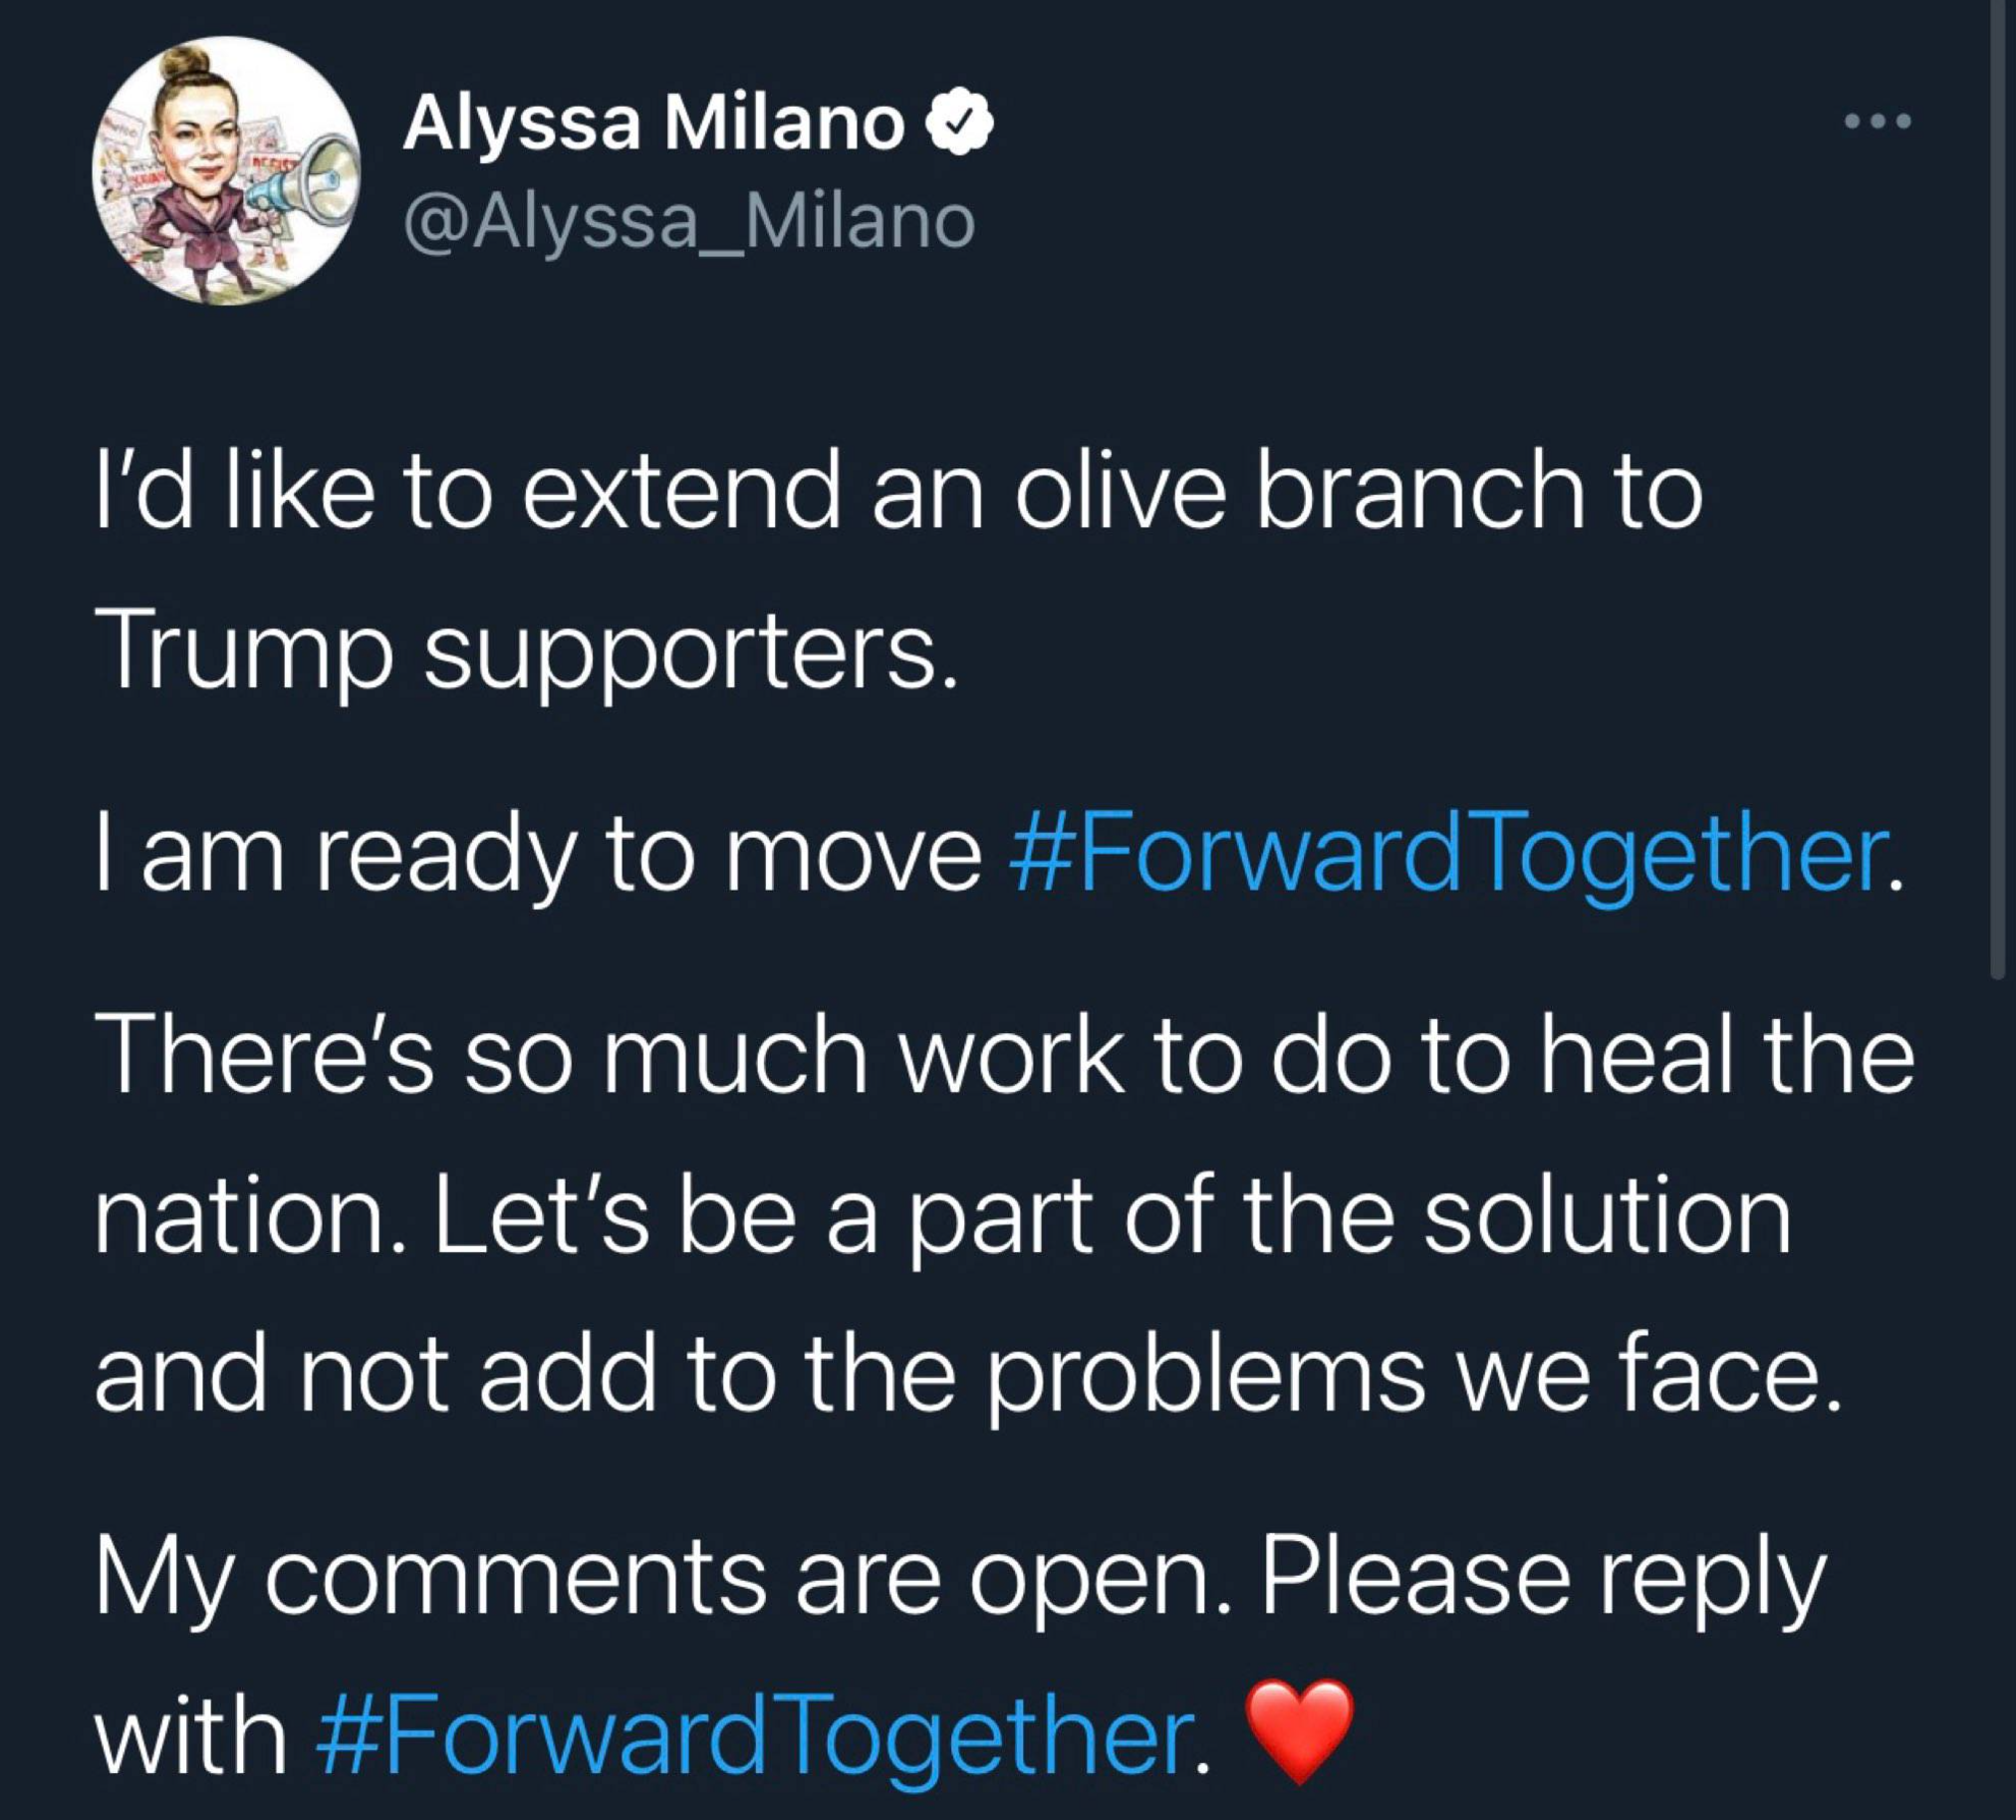 Alyssa Milano
@Alyssa_Milano
I'd like to extend an olive branch to
Trump supporters.
I am ready to move #ForwardTogether.
There's so much work to do to heal the
nation. Let's be a part of the solution
and not add to the problems we face.
My comments are open. Please reply
with #ForwardTogether. ❤️